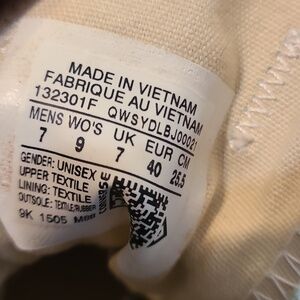 MADE IN VIETNAM
FABRIQUE AU VIETNAM
132301F QWSYDLBJ00021
MENS WO'S UK EUR CM
7 9 7 40 25.5
GENDER: UNISEX
UPPER TEXTILE
LINING: TEXTILE
OUTSOLE: TEXTILE/RUBBER
9K 1505
CONVERSE